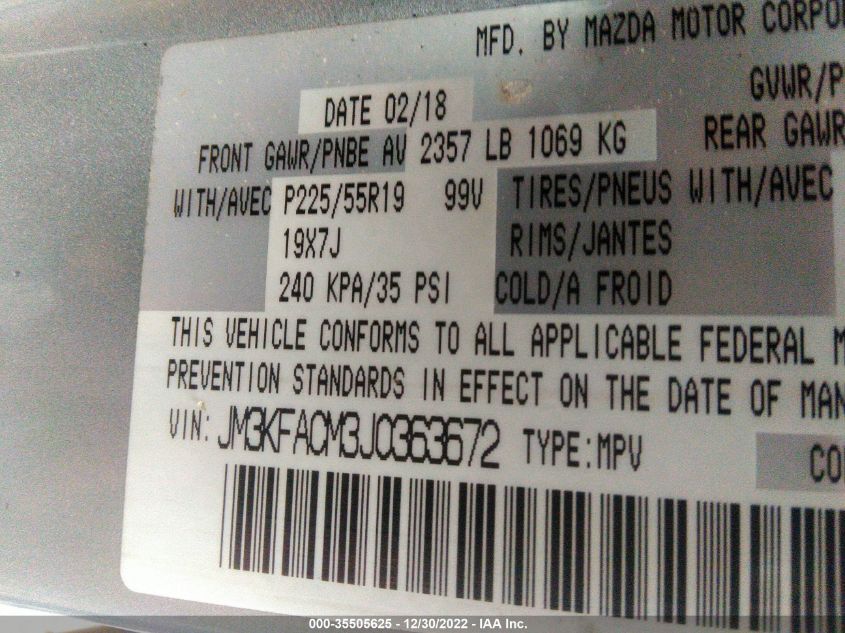 MFD. BY MAZDA MOTOR CORPO
GVWR/P
DATE 02/18
FRONT GAWR/PNBE AV 2357 LB 1069 KG REAR GAWR
WITH/AVEC P225/55R19 99V TIRES/PNEUS WITH/AVEC
19X7J RIMS/JANTES
240 KPA/35 PSI COLD/A FROID
THIS VEHICLE CONFORMS TO ALL APPLICABLE FEDERAL M
PREVENTION STANDARDS IN EFFECT ON THE DATE OF MAN
VIN: JM3KFACM3J0363672 TYPE:MPV CO
000-35505625 - 12/30/2022 - IAA Inc.